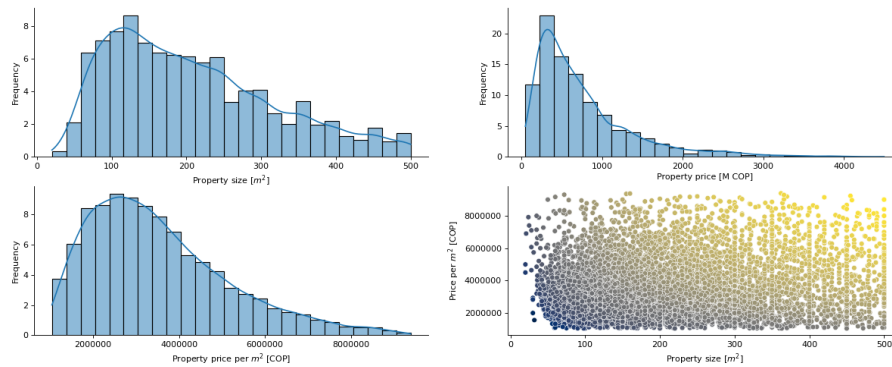 8
6
4
2
0
Frequency
0 100 200 300 400 500
Property size [m²]
20
15
10
5
0
Frequency
0 1000 2000 3000 4000
Property price [M COP]
8
6
4
2
0
Frequency
2000000 4000000 6000000 8000000
Property price per m² [COP]
8000000
6000000
4000000
2000000
Price per m² [COP]
0 100 200 300 400 500
Property size [m²]